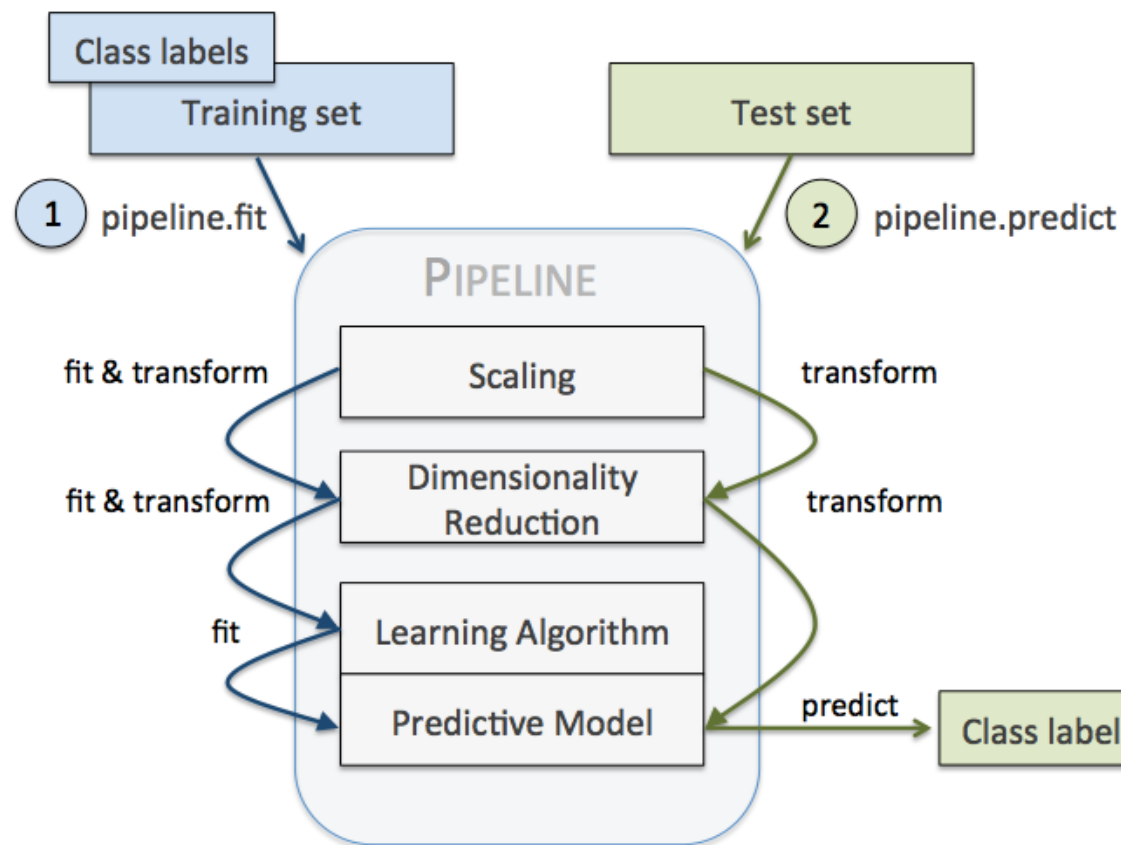 Class labels
Training set
Test set
1 pipeline.fit
2 pipeline.predict
PIPELINE
fit & transform
Scaling
transform
fit & transform
Dimensionality
Reduction
transform
fit
Learning Algorithm
Predictive Model
predict
Class label